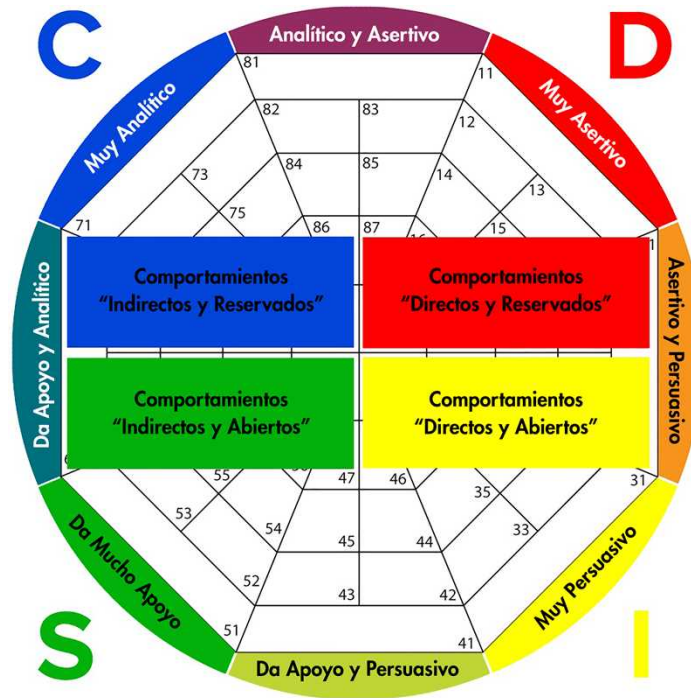 C
Analítico y Asertivo
D
Muy Analítico
Muy Asertivo
81
11
82
83
12
73
84
85
14
13
75
15
71
86
87
Comportamientos
“Indirectos y Reservados”
Comportamientos
“Directos y Reservados”
Da Apoyo y Analítico
Asertivo y Persuasivo
Comportamientos
“Indirectos y Abiertos”
Comportamientos
“Directos y Abiertos”
55
47
46
35
31
53
54
45
44
33
52
43
42
51
41
Da Mucho Apoyo
Muy Persuasivo
S
Da Apoyo y Persuasivo
I